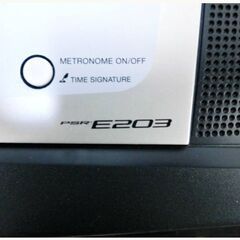 METRONOME ON/OFF
TIME SIGNATURE
PSR E203